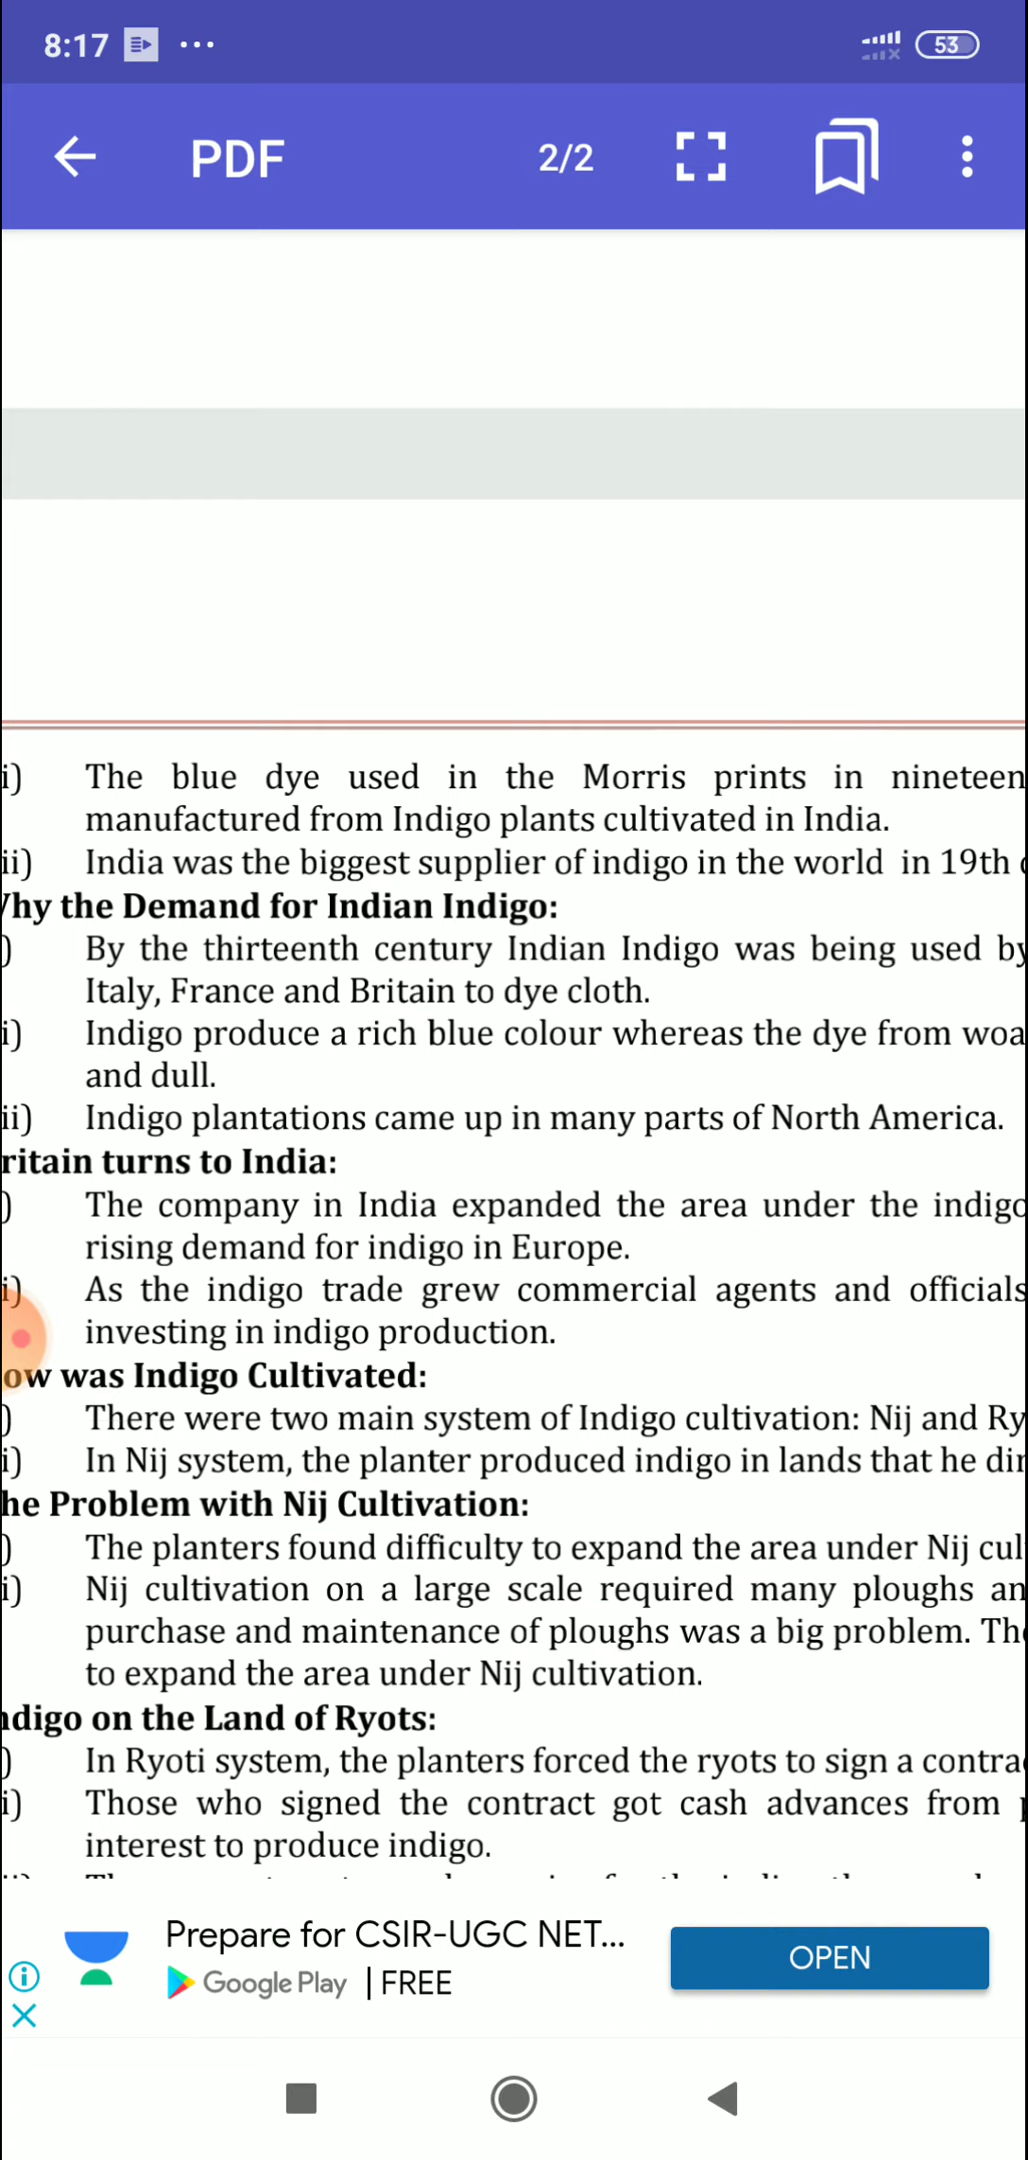 8:17
53
PDF 2/2
i) The blue dye used in the Morris prints in nineteen
manufactured from Indigo plants cultivated in India.
ii) India was the biggest supplier of indigo in the world in 19th
hy the Demand for Indian Indigo:
) By the thirteenth century Indian Indigo was being used by
Italy, France and Britain to dye cloth.
i) Indigo produce a rich blue colour whereas the dye from woa
and dull.
ii) Indigo plantations came up in many parts of North America.
ritain turns to India:
) The company in India expanded the area under the indigo
rising demand for indigo in Europe.
i) As the indigo trade grew commercial agents and officials
investing in indigo production.
ow was Indigo Cultivated:
) There were two main system of Indigo cultivation: Nij and Ry
i) In Nij system, the planter produced indigo in lands that he dir
he Problem with Nij Cultivation:
) The planters found difficulty to expand the area under Nij cul
i) Nij cultivation on a large scale required many ploughs an
purchase and maintenance of ploughs was a big problem. The
to expand the area under Nij cultivation.
ndigo on the Land of Ryots:
) In Ryoti system, the planters forced the ryots to sign a contra
i) Those who signed the contract got cash advances from
interest to produce indigo.
Prepare for CSIR-UGC NET...
Google Play | FREE
OPEN